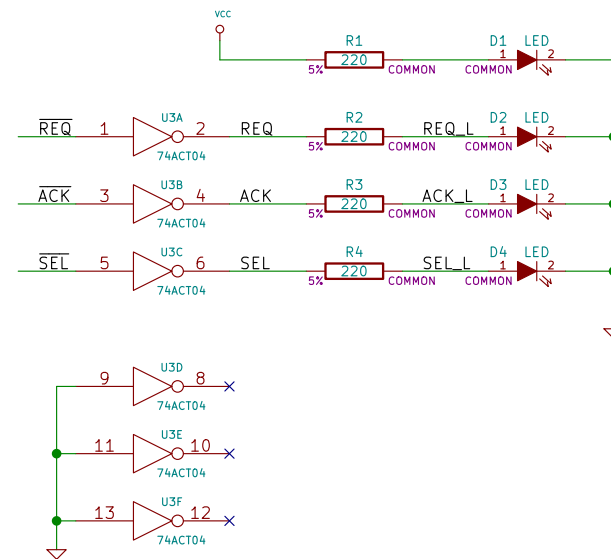 VCC
R1 D1 LED
220 1 2
5% COMMON COMMON
U3A R2 D2 LED
R̅E̅Q̅ 1 2 REQ 220 REQ_L 1 2
74ACT04 5% COMMON COMMON
U3B R3 D3 LED
A̅C̅K̅ 3 4 ACK 220 ACK_L 1 2
74ACT04 5% COMMON COMMON
U3C R4 D4 LED
S̅E̅L̅ 5 6 SEL 220 SEL_L 1 2
74ACT04 5% COMMON COMMON
U3D
9 8
74ACT04
U3E
11 10
74ACT04
U3F
13 12
74ACT04